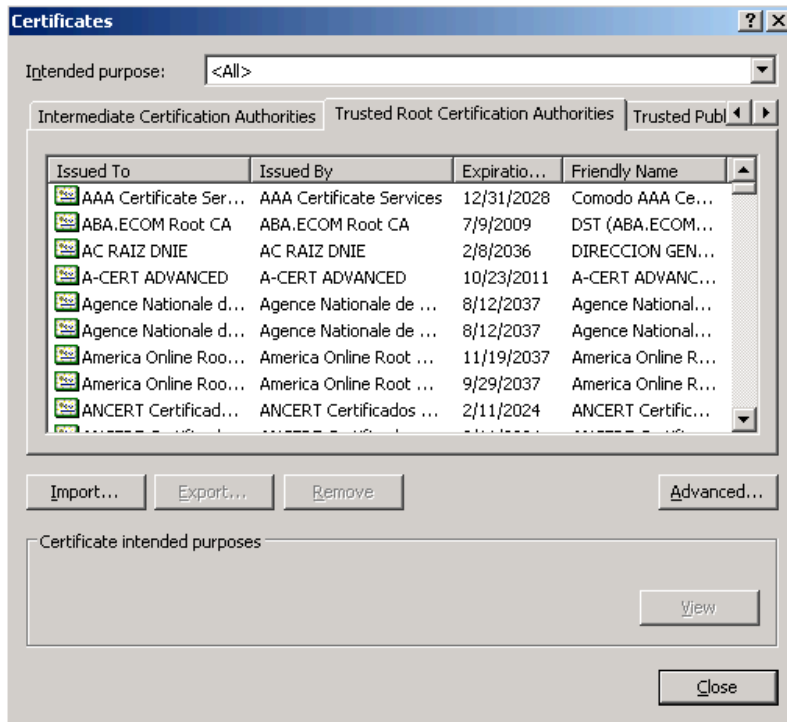 Certificates
Intended purpose: <All>
Intermediate Certification Authorities Trusted Root Certification Authorities Trusted Publ
Issued To Issued By Expiratio... Friendly Name
AAA Certificate Ser... AAA Certificate Services 12/31/2028 Comodo AAA Ce...
ABA.ECOM Root CA ABA.ECOM Root CA 7/9/2009 DST (ABA.ECOM...
AC RAIZ DNIE AC RAIZ DNIE 2/8/2036 DIRECCION GEN...
A-CERT ADVANCED A-CERT ADVANCED 10/23/2011 A-CERT ADVANC...
Agence Nationale d... Agence Nationale de ... 8/12/2037 Agence National...
Agence Nationale d... Agence Nationale de ... 8/12/2037 Agence National...
America Online Roo... America Online Root ... 11/19/2037 America Online R...
America Online Roo... America Online Root ... 9/29/2037 America Online R...
ANCERT Certificad... ANCERT Certificados ... 2/11/2024 ANCERT Certific...
Import... Export... Remove Advanced...
Certificate intended purposes
View
Close